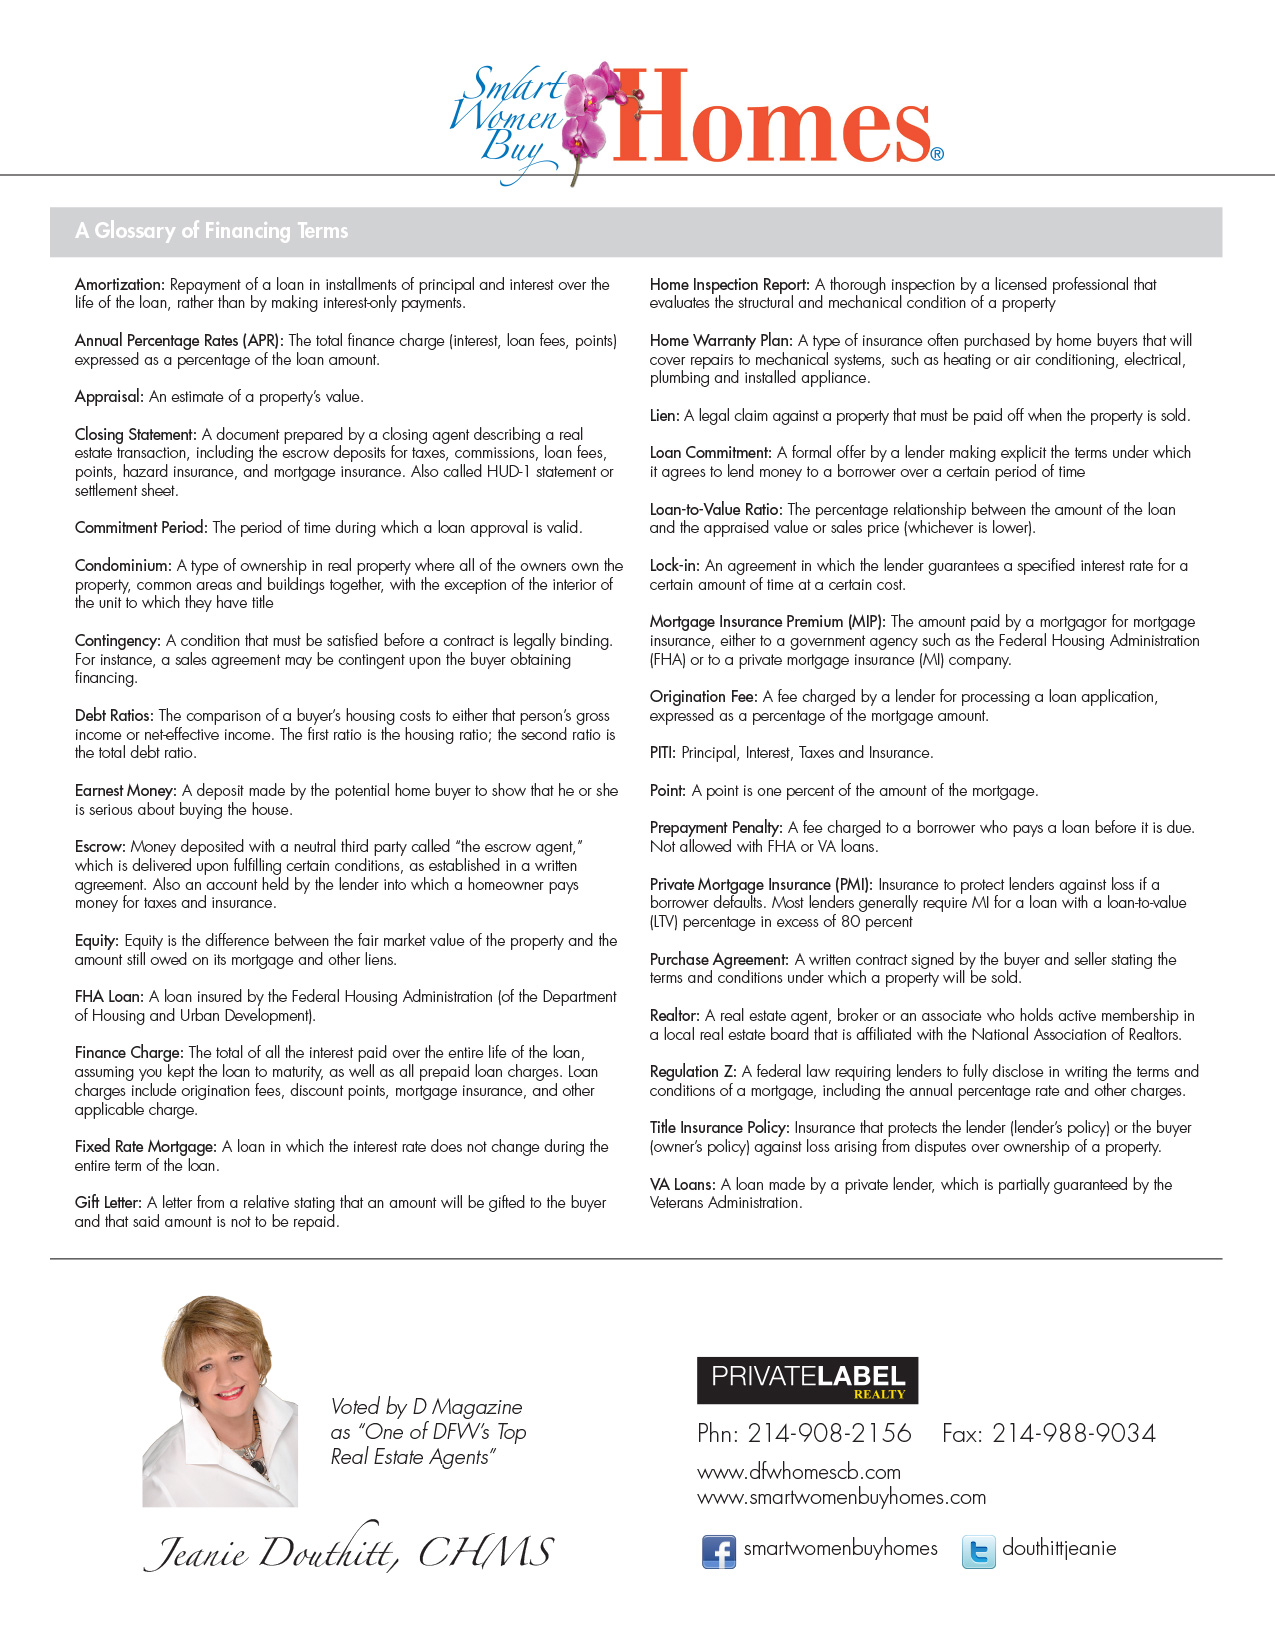 Smart
Women
Buy
Homes®
A Glossary of Financing Terms
Amortization: Repayment of a loan in installments of principal and interest over the
life of the loan, rather than by making interest-only payments.
Annual Percentage Rates (APR): The total finance charge (interest, loan fees, points)
expressed as a percentage of the loan amount.
Appraisal: An estimate of a property's value.
Closing Statement: A document prepared by a closing agent describing a real
estate transaction, including the escrow deposits for taxes, commissions, loan fees,
points, hazard insurance, and mortgage insurance. Also called HUD-1 statement or
settlement sheet.
Commitment Period: The period of time during which a loan approval is valid.
Condominium: A type of ownership in real property where all of the owners own the
property, common areas and buildings together, with the exception of the interior of
the unit to which they have title
Contingency: A condition that must be satisfied before a contract is legally binding.
For instance, a sales agreement may be contingent upon the buyer obtaining
financing.
Debt Ratios: The comparison of a buyer's housing costs to either that person's gross
income or net-effective income. The first ratio is the housing ratio; the second ratio is
the total debt ratio.
Earnest Money: A deposit made by the potential home buyer to show that he or she
is serious about buying the house.
Escrow: Money deposited with a neutral third party called “the escrow agent,”
which is delivered upon fulfilling certain conditions, as established in a written
agreement. Also an account held by the lender into which a homeowner pays
money for taxes and insurance.
Equity: Equity is the difference between the fair market value of the property and the
amount still owed on its mortgage and other liens.
FHA Loan: A loan insured by the Federal Housing Administration (of the Department
of Housing and Urban Development).
Finance Charge: The total of all the interest paid over the entire life of the loan,
assuming you kept the loan to maturity, as well as all prepaid loan charges. Loan
charges include origination fees, discount points, mortgage insurance, and other
applicable charge.
Fixed Rate Mortgage: A loan in which the interest rate does not change during the
entire term of the loan.
Gift Letter: A letter from a relative stating that an amount will be gifted to the buyer
and that said amount is not to be repaid.
Home Inspection Report: A thorough inspection by a licensed professional that
evaluates the structural and mechanical condition of a property
Home Warranty Plan: A type of insurance often purchased by home buyers that will
cover repairs to mechanical systems, such as heating or air conditioning, electrical,
plumbing and installed appliance.
Lien: A legal claim against a property that must be paid off when the property is sold.
Loan Commitment: A formal offer by a lender making explicit the terms under which
it agrees to lend money to a borrower over a certain period of time
Loan-to-Value Ratio: The percentage relationship between the amount of the loan
and the appraised value or sales price (whichever is lower).
Lock-in: An agreement in which the lender guarantees a specified interest rate for a
certain amount of time at a certain cost.
Mortgage Insurance Premium (MIP): The amount paid by a mortgagor for mortgage
insurance, either to a government agency such as the Federal Housing Administration
(FHA) or to a private mortgage insurance (MI) company.
Origination Fee: A fee charged by a lender for processing a loan application,
expressed as a percentage of the mortgage amount.
PITI: Principal, Interest, Taxes and Insurance.
Point: A point is one percent of the amount of the mortgage.
Prepayment Penalty: A fee charged to a borrower who pays a loan before it is due.
Not allowed with FHA or VA loans.
Private Mortgage Insurance (PMI): Insurance to protect lenders against loss if a
borrower defaults. Most lenders generally require MI for a loan with a loan-to-value
(LTV) percentage in excess of 80 percent
Purchase Agreement: A written contract signed by the buyer and seller stating the
terms and conditions under which a property will be sold.
Realtor: A real estate agent, broker or an associate who holds active membership in
a local real estate board that is affiliated with the National Association of Realtors.
Regulation Z: A federal law requiring lenders to fully disclose in writing the terms and
conditions of a mortgage, including the annual percentage rate and other charges.
Title Insurance Policy: Insurance that protects the lender (lender's policy) or the buyer
(owner's policy) against loss arising from disputes over ownership of a property.
VA Loans: A loan made by a private lender, which is partially guaranteed by the
Veterans Administration.
Voted by D Magazine
as “One of DFW's Top
Real Estate Agents”
Jeanie Douthitt, CHMS
PRIVATELABEL
REALTY
Phn: 214-908-2156 Fax: 214-988-9034
www.dfwhomescb.com
www.smartwomenbuyhomes.com
smartwomenbuyhomes douthittjeanie